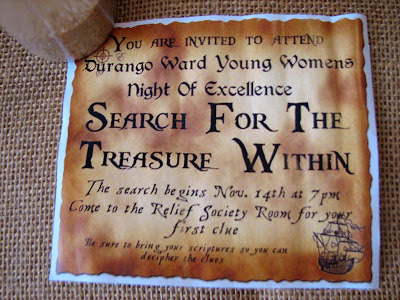 You are invited to attend
Durango Ward Young Womens
Night Of Excellence
Search For The
Treasure Within
The search begins Nov. 14th at 7pm
Come to the Relief Society Room for your
first clue
Be sure to bring your scriptures so you can
decipher the clues